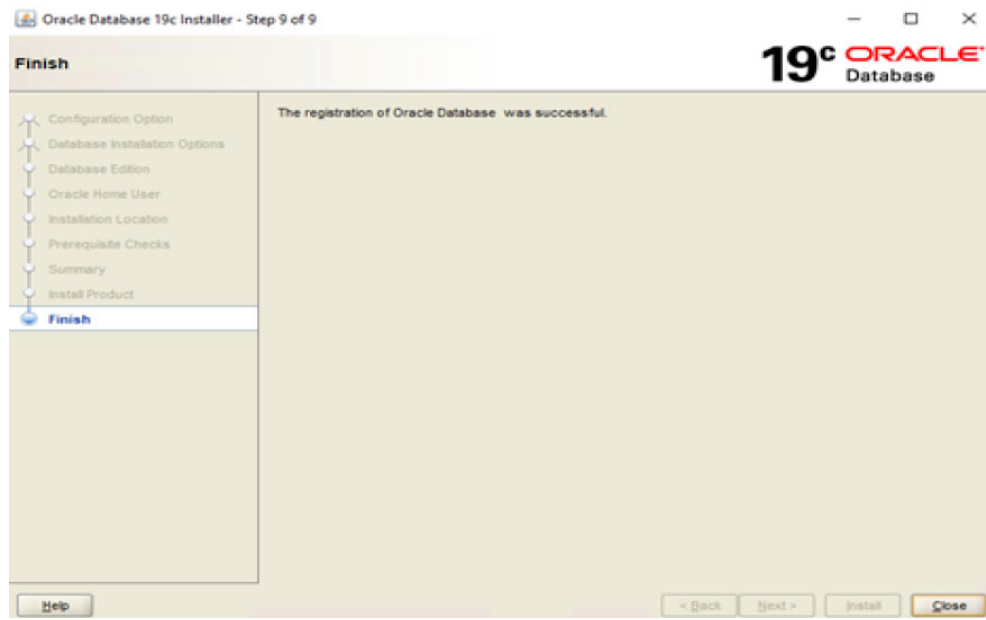 Oracle Database 19c Installer - Step 9 of 9
Finish
19c ORACLE
Database
Configuration Option
Database Installation Options
Database Edition
Oracle Home User
Installation Location
Prerequisite Checks
Summary
Install Product
Finish
The registration of Oracle Database was successful.
Help
< Back
Next >
Install
Close